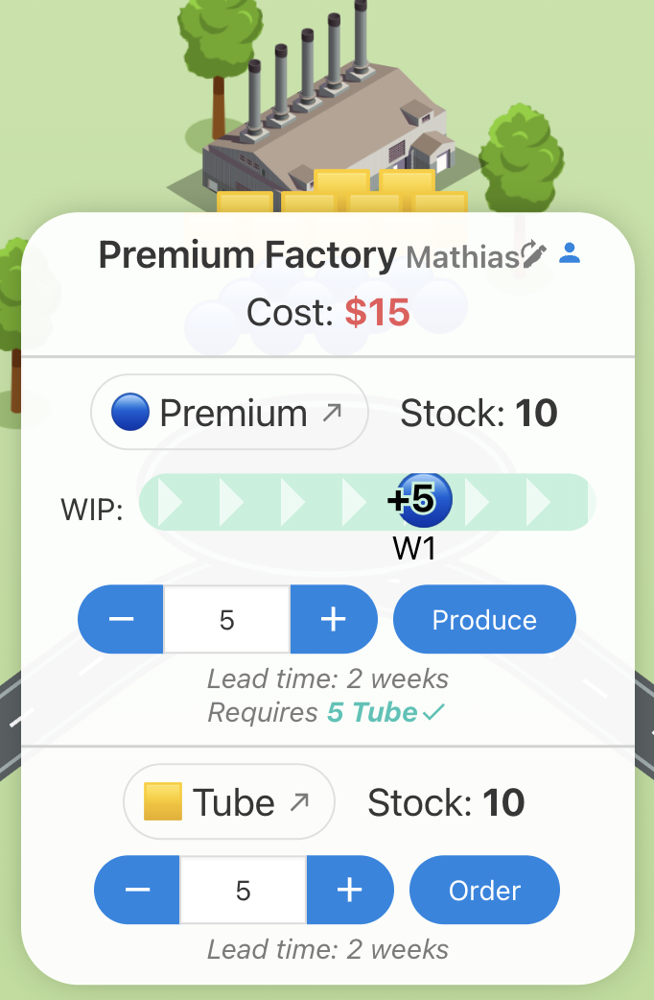 Premium Factory Mathias
Cost: $15
Premium Stock: 10
WIP: +5
W1
− 5 + Produce
Lead time: 2 weeks
Requires 5 Tube
Tube Stock: 10
− 5 + Order
Lead time: 2 weeks